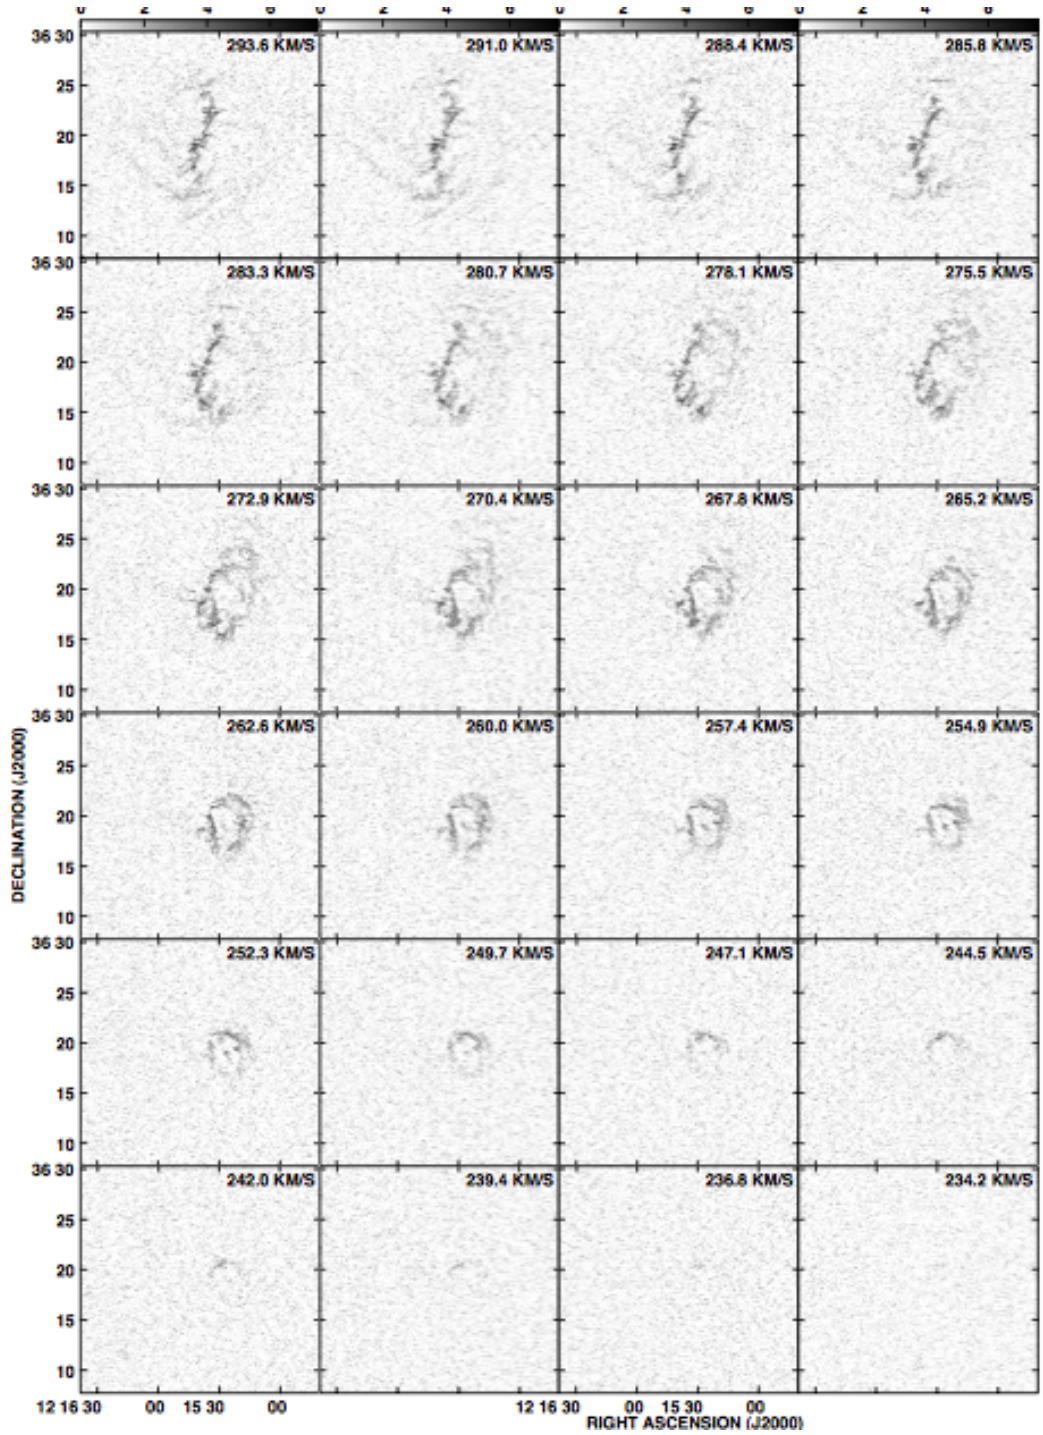 0 2 4 6 0 2 4 6 0 2 4 6 0 2 4 6
36 30 293.6 KM/S 291.0 KM/S 288.4 KM/S 285.8 KM/S
25
20
15
10
36 30 283.3 KM/S 280.7 KM/S 278.1 KM/S 275.5 KM/S
25
20
15
10
36 30 272.9 KM/S 270.4 KM/S 267.8 KM/S 265.2 KM/S
25
20
15
10
36 30 262.6 KM/S 260.0 KM/S 257.4 KM/S 254.9 KM/S
25
20
15
10
DECLINATION (J2000)
36 30 252.3 KM/S 249.7 KM/S 247.1 KM/S 244.5 KM/S
25
20
15
10
36 30 242.0 KM/S 239.4 KM/S 236.8 KM/S 234.2 KM/S
25
20
15
10
12 16 30 00 15 30 00 12 16 30 00 15 30 00
RIGHT ASCENSION (J2000)